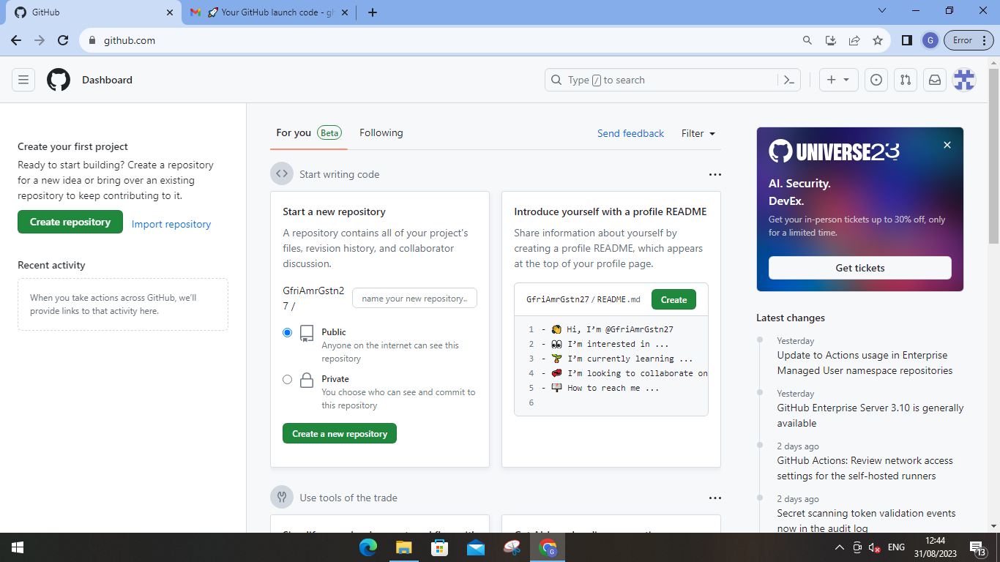 GitHub
Your GitHub launch code - gf
github.com
G
Error
Dashboard
Type / to search
Create your first project
Ready to start building? Create a repository
for a new idea or bring over an existing
repository to keep contributing to it.
Create repository
Import repository
Recent activity
When you take actions across GitHub, we'll
provide links to that activity here.
For you
Beta
Following
Send feedback
Filter
Start writing code
Start a new repository
A repository contains all of your project's
files, revision history, and collaborator
discussion.
GfriAmrGstn2
7 /
name your new repository...
Public
Anyone on the internet can see this
repository
Private
You choose who can see and commit to
this repository
Create a new repository
Introduce yourself with a profile README
Share information about yourself by
creating a profile README, which appears
at the top of your profile page.
GfriAmrGstn27 / README.md
Create
1 - 👋 Hi, I'm @GfriAmrGstn27
2 - 👀 I'm interested in ...
3 - 🌱 I'm currently learning ...
4 - 💞️ I'm looking to collaborate on
5 - 📫 How to reach me ...
6
Use tools of the trade
UNIVERSE23
AI. Security.
DevEx.
Get your in-person tickets up to 30% off, only
for a limited time.
Get tickets
Latest changes
Yesterday
Update to Actions usage in Enterprise
Managed User namespace repositories
Yesterday
GitHub Enterprise Server 3.10 is generally
available
2 days ago
GitHub Actions: Review network access
settings for the self-hosted runners
2 days ago
Secret scanning token validation events
now in the audit log
G
ENG
12:44
31/08/2023
13